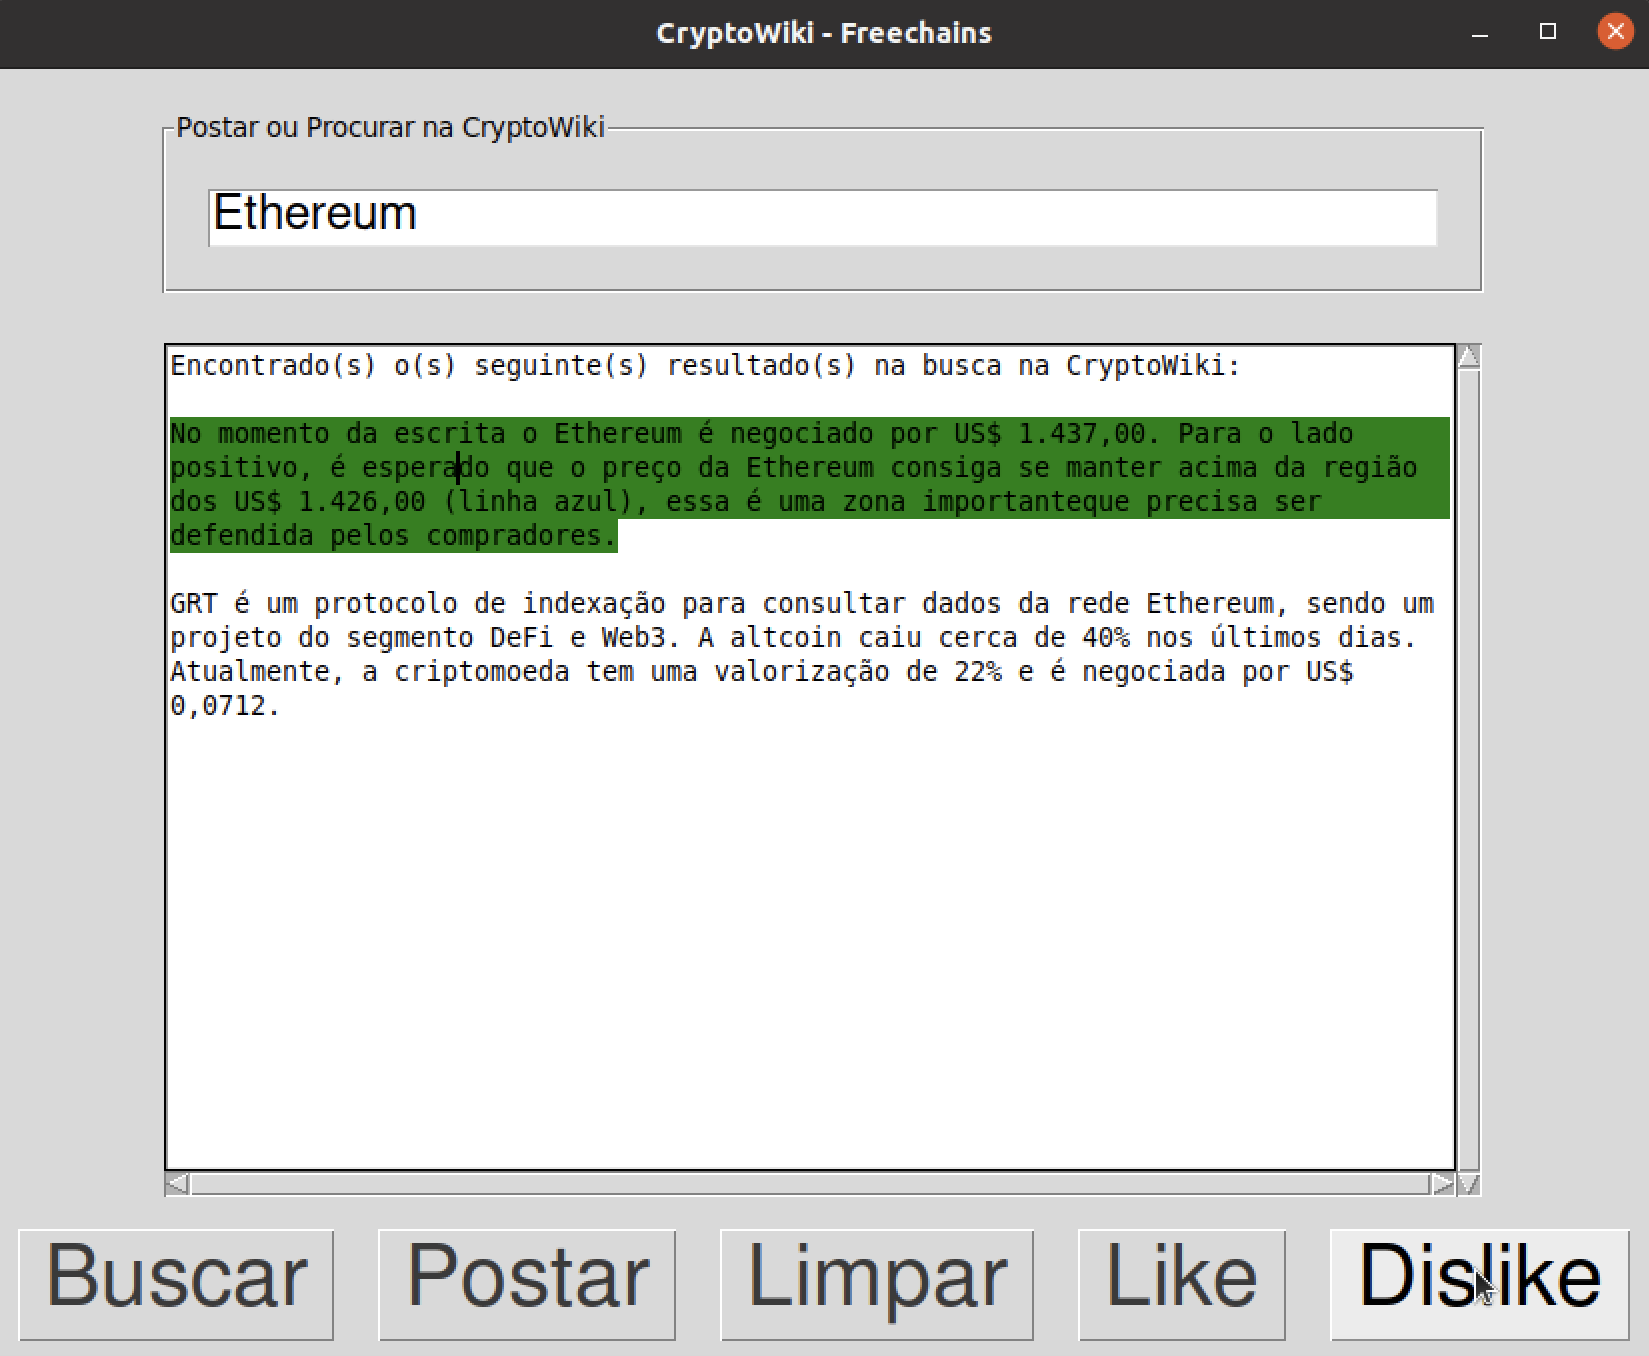 CryptoWiki - Freechains
Postar ou Procurar na CryptoWiki
Ethereum
Encontrado(s) o(s) seguinte(s) resultado(s) na busca na CryptoWiki:
No momento da escrita o Ethereum é negociado por US$ 1.437,00. Para o lado
positivo, é esperado que o preço da Ethereum consiga se manter acima da região
dos US$ 1.426,00 (linha azul), essa é uma zona importanteque precisa ser
defendida pelos compradores.
GRT é um protocolo de indexação para consultar dados da rede Ethereum, sendo um
projeto do segmento DeFi e Web3. A altcoin caiu cerca de 40% nos últimos dias.
Atualmente, a criptomoeda tem uma valorização de 22% e é negociada por US$
0,0712.
Buscar Postar Limpar Like Dislike